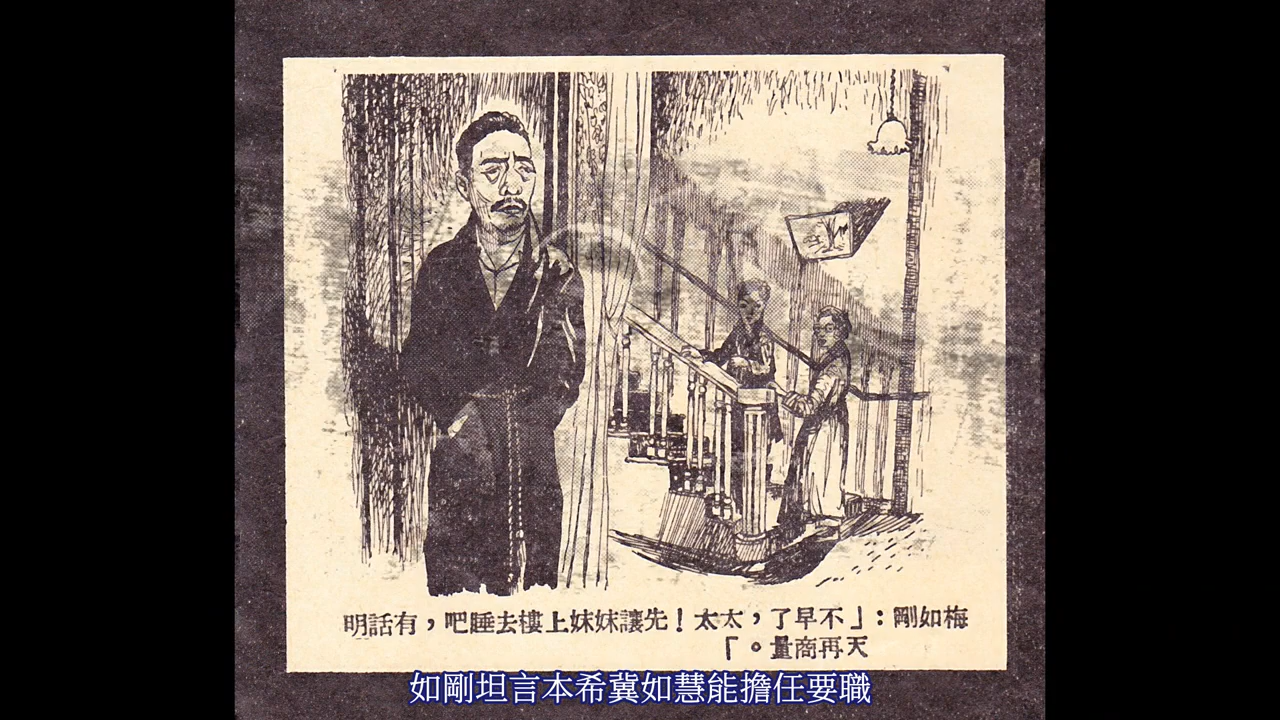 梅如剛：「不早了，太太！先讓妹妹上樓去睡吧，有話明
天再商量。」
如剛坦言本希冀如慧能擔任要職